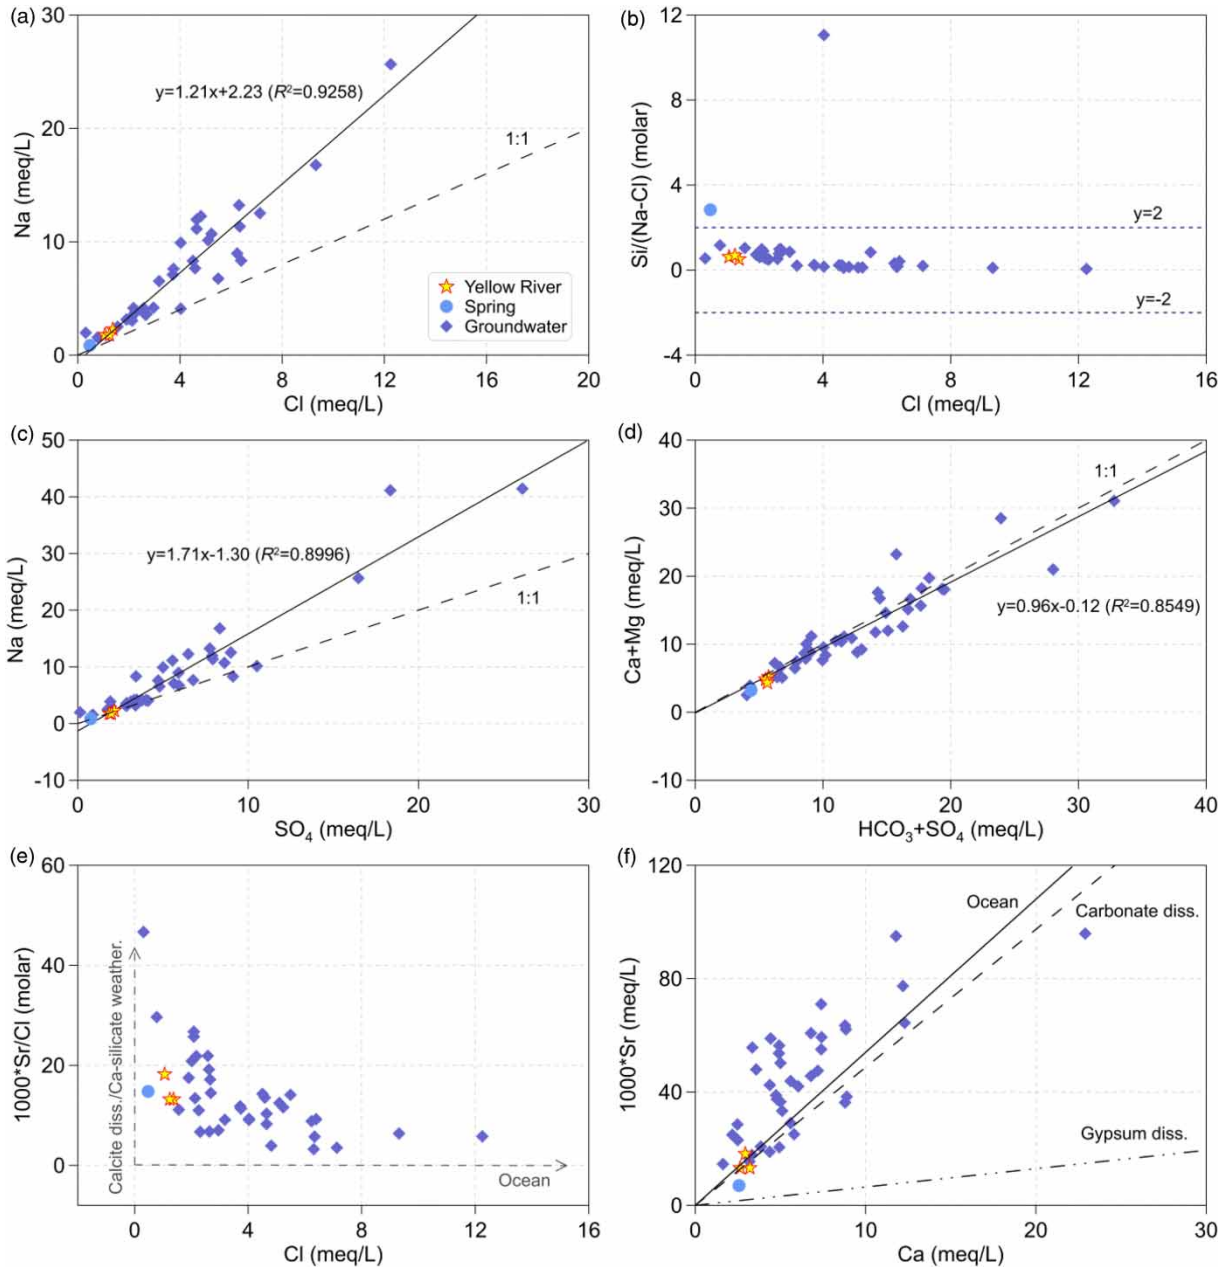 (a)
30
20
10
0
Na (meq/L)
y=1.21x+2.23 (R²=0.9258)
1:1
Yellow River
Spring
Groundwater
0 4 8 12 16 20
Cl (meq/L)
(b)
12
8
4
0
-4
Si/(Na-Cl) (molar)
y=2
y=-2
0 4 8 12 16
Cl (meq/L)
(c)
50
40
30
20
10
0
-10
Na (meq/L)
y=1.71x-1.30 (R²=0.8996)
1:1
0 10 20 30
SO₄ (meq/L)
(d)
40
30
20
10
0
-10
Ca+Mg (meq/L)
1:1
y=0.96x-0.12 (R²=0.8549)
0 10 20 30 40
HCO₃+SO₄ (meq/L)
(e)
60
40
20
0
1000*Sr/Cl (molar)
Calcite diss./Ca-silicate weather.
Ocean
0 4 8 12 16
Cl (meq/L)
(f)
120
80
40
0
1000*Sr (meq/L)
Ocean
Carbonate diss.
Gypsum diss.
0 10 20 30
Ca (meq/L)